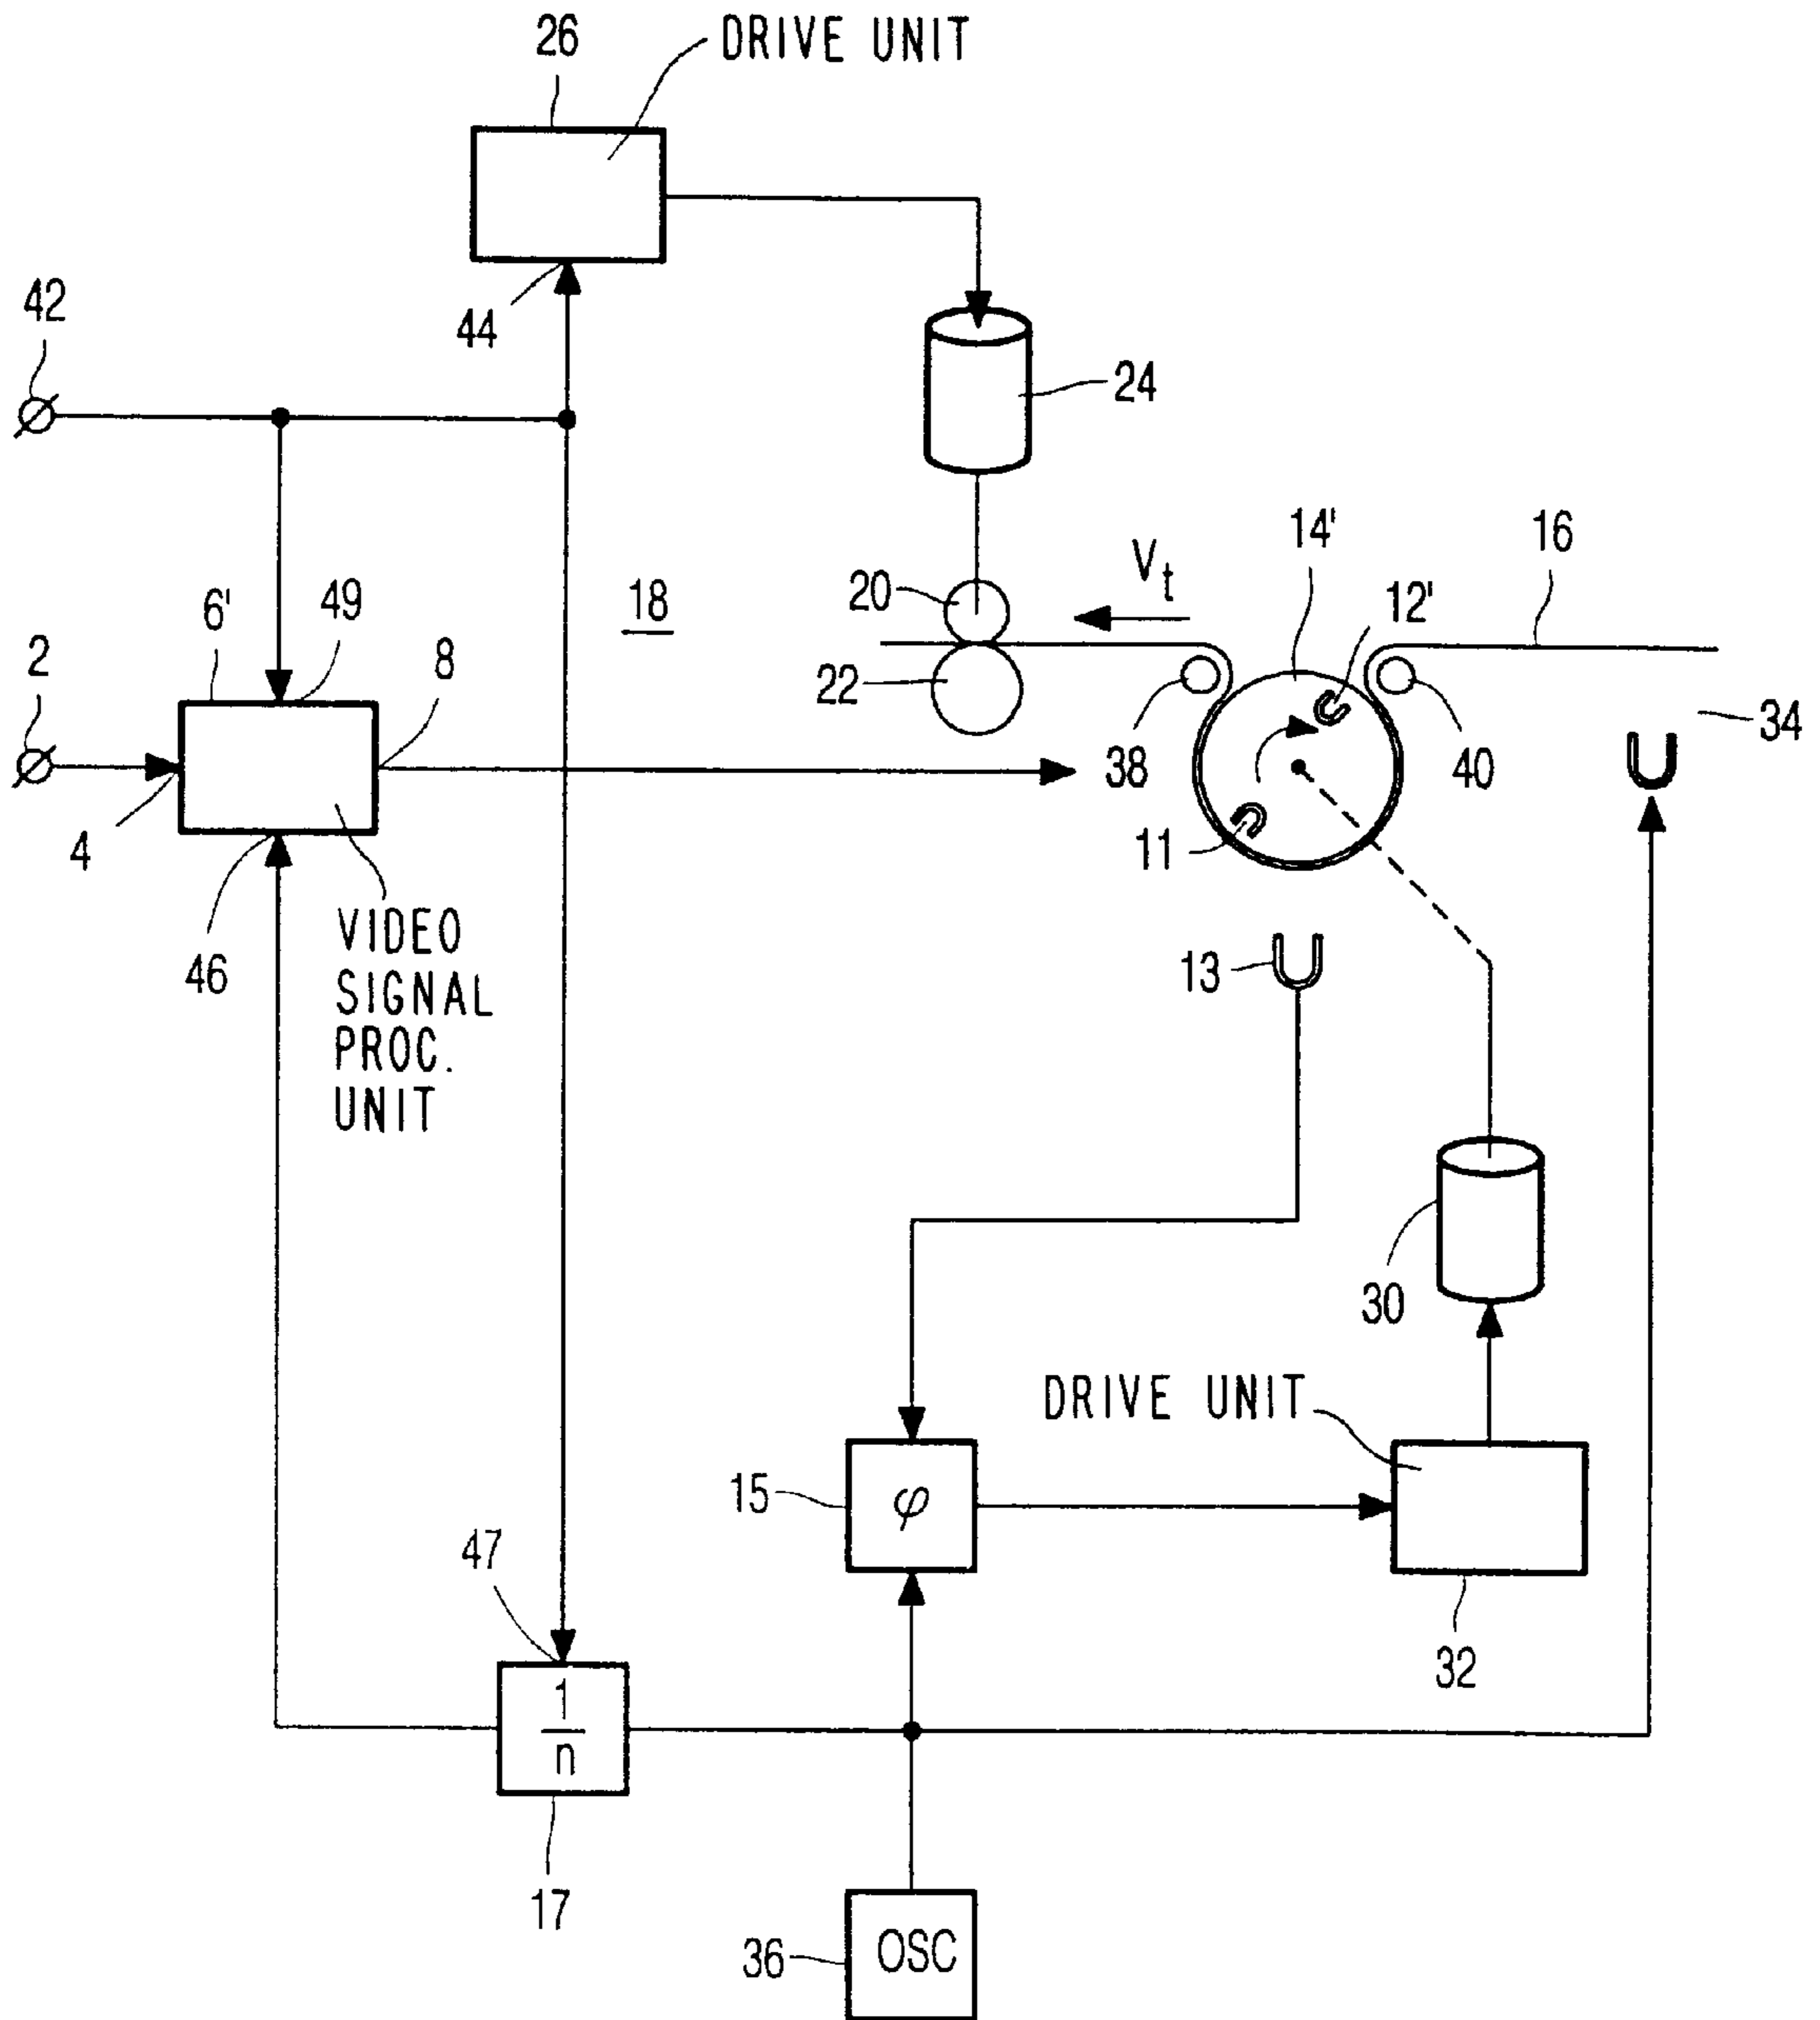 26
DRIVE UNIT
42
44
24
14'
16
V_t
20
12'
6'
49
18
2
8
22
34
38
40
4
11
46
VIDEO
SIGNAL
PROC.
UNIT
13
30
DRIVE UNIT
15
φ
47
32
1
n
17
36
OSC